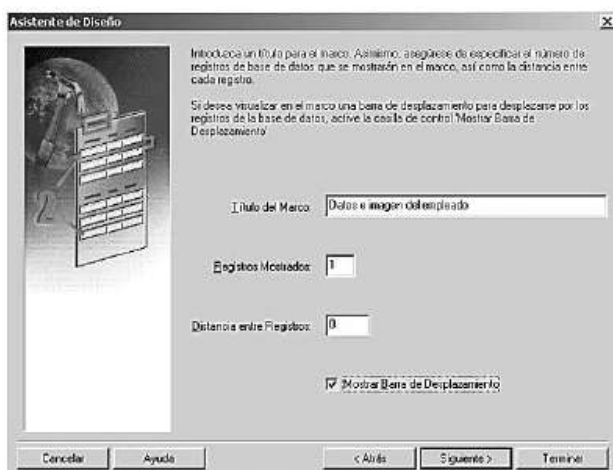 Asistente de Diseño
Introduzca un título para el marco. Asimismo, asegúrese de especificar el número de
registros de base de datos que se mostrarán en el marco, así como la distancia entre
cada registro.
Si desea visualizar en el marco una barra de desplazamiento para desplazarse por los
registros de la base de datos, active la casilla de control 'Mostrar Barra de
Desplazamiento'
Título del Marco: Datos e imagen del empleado
Registros Mostrados: 1
Distancia entre Registros: 0
Mostrar Barra de Desplazamiento
Cancelar Ayuda < Atrás Siguiente > Terminar